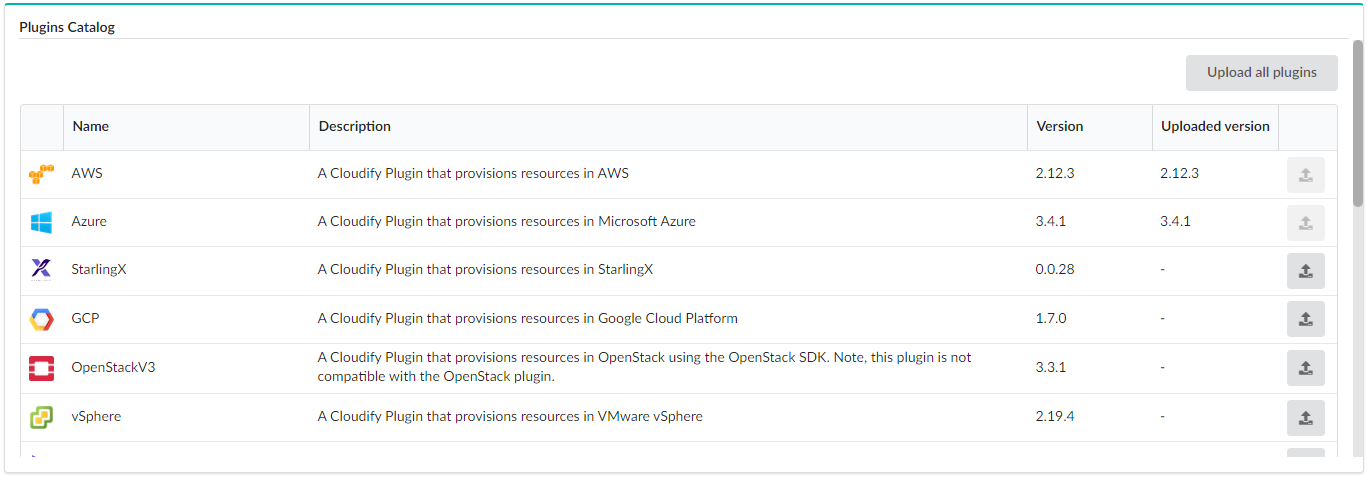 Plugins Catalog
Upload all plugins
Name Description Version Uploaded version
AWS A Cloudify Plugin that provisions resources in AWS 2.12.3 2.12.3
Azure A Cloudify Plugin that provisions resources in Microsoft Azure 3.4.1 3.4.1
StarlingX A Cloudify Plugin that provisions resources in StarlingX 0.0.28 -
GCP A Cloudify Plugin that provisions resources in Google Cloud Platform 1.7.0 -
OpenStackV3 A Cloudify Plugin that provisions resources in OpenStack using the OpenStack SDK. Note, this plugin is not
compatible with the OpenStack plugin. 3.3.1 -
vSphere A Cloudify Plugin that provisions resources in VMware vSphere 2.19.4 -